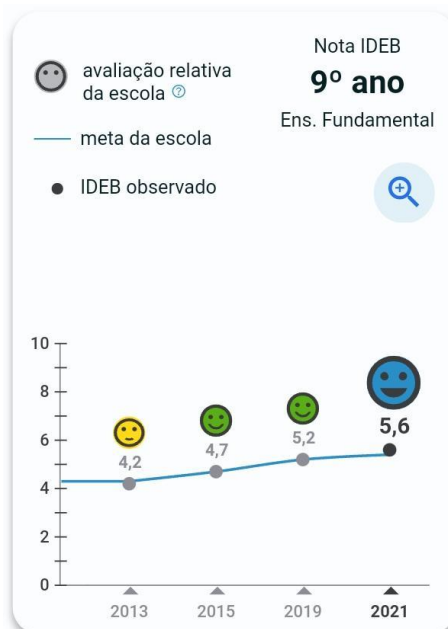 avaliação relativa
da escola ?
meta da escola
IDEB observado
Nota IDEB
9º ano
Ens. Fundamental
10
8
6
4
2
0
4,2
4,7
5,2
5,6
2013
2015
2019
2021